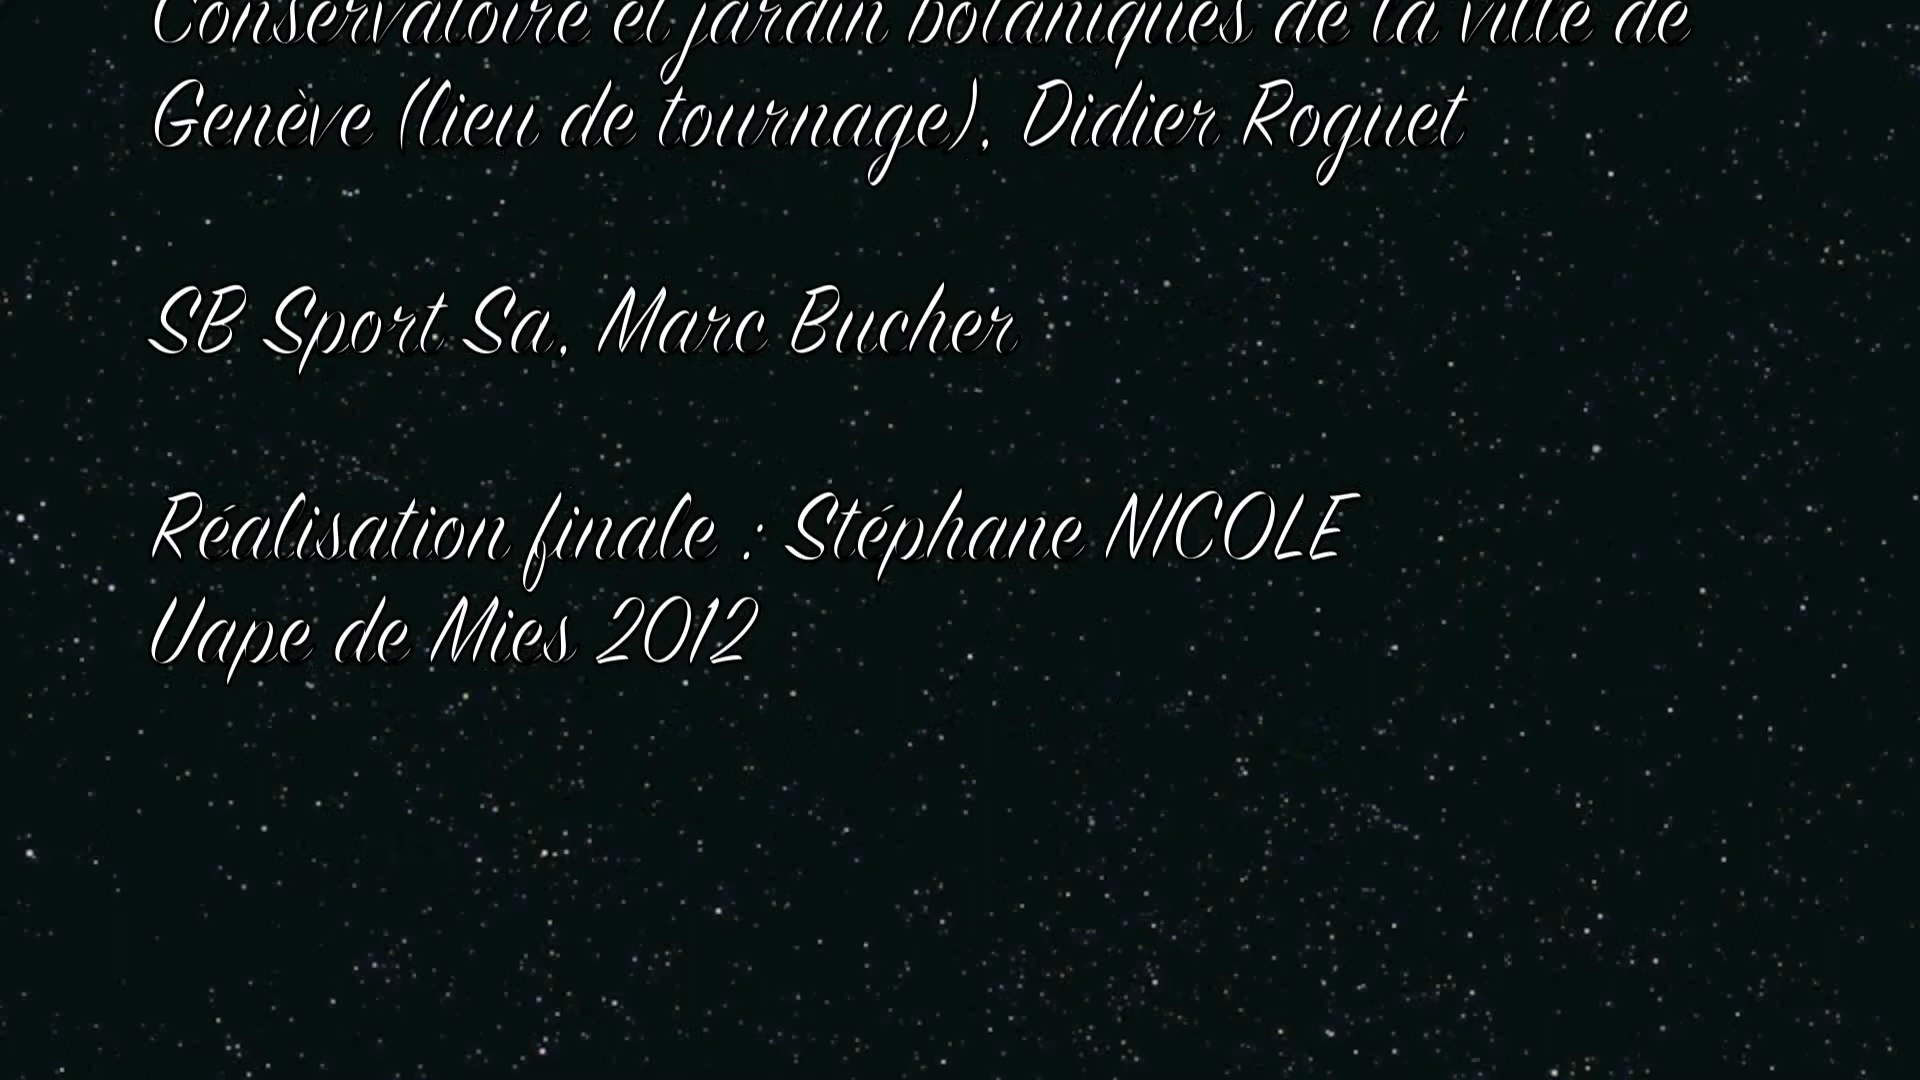 Conservatoire et jardin botaniques de la ville de
Genève (lieu de tournage), Didier Roguet
SB Sport Sa, Marc Bucher
Réalisation finale : Stéphane NICOLE
Uape de Mies 2012